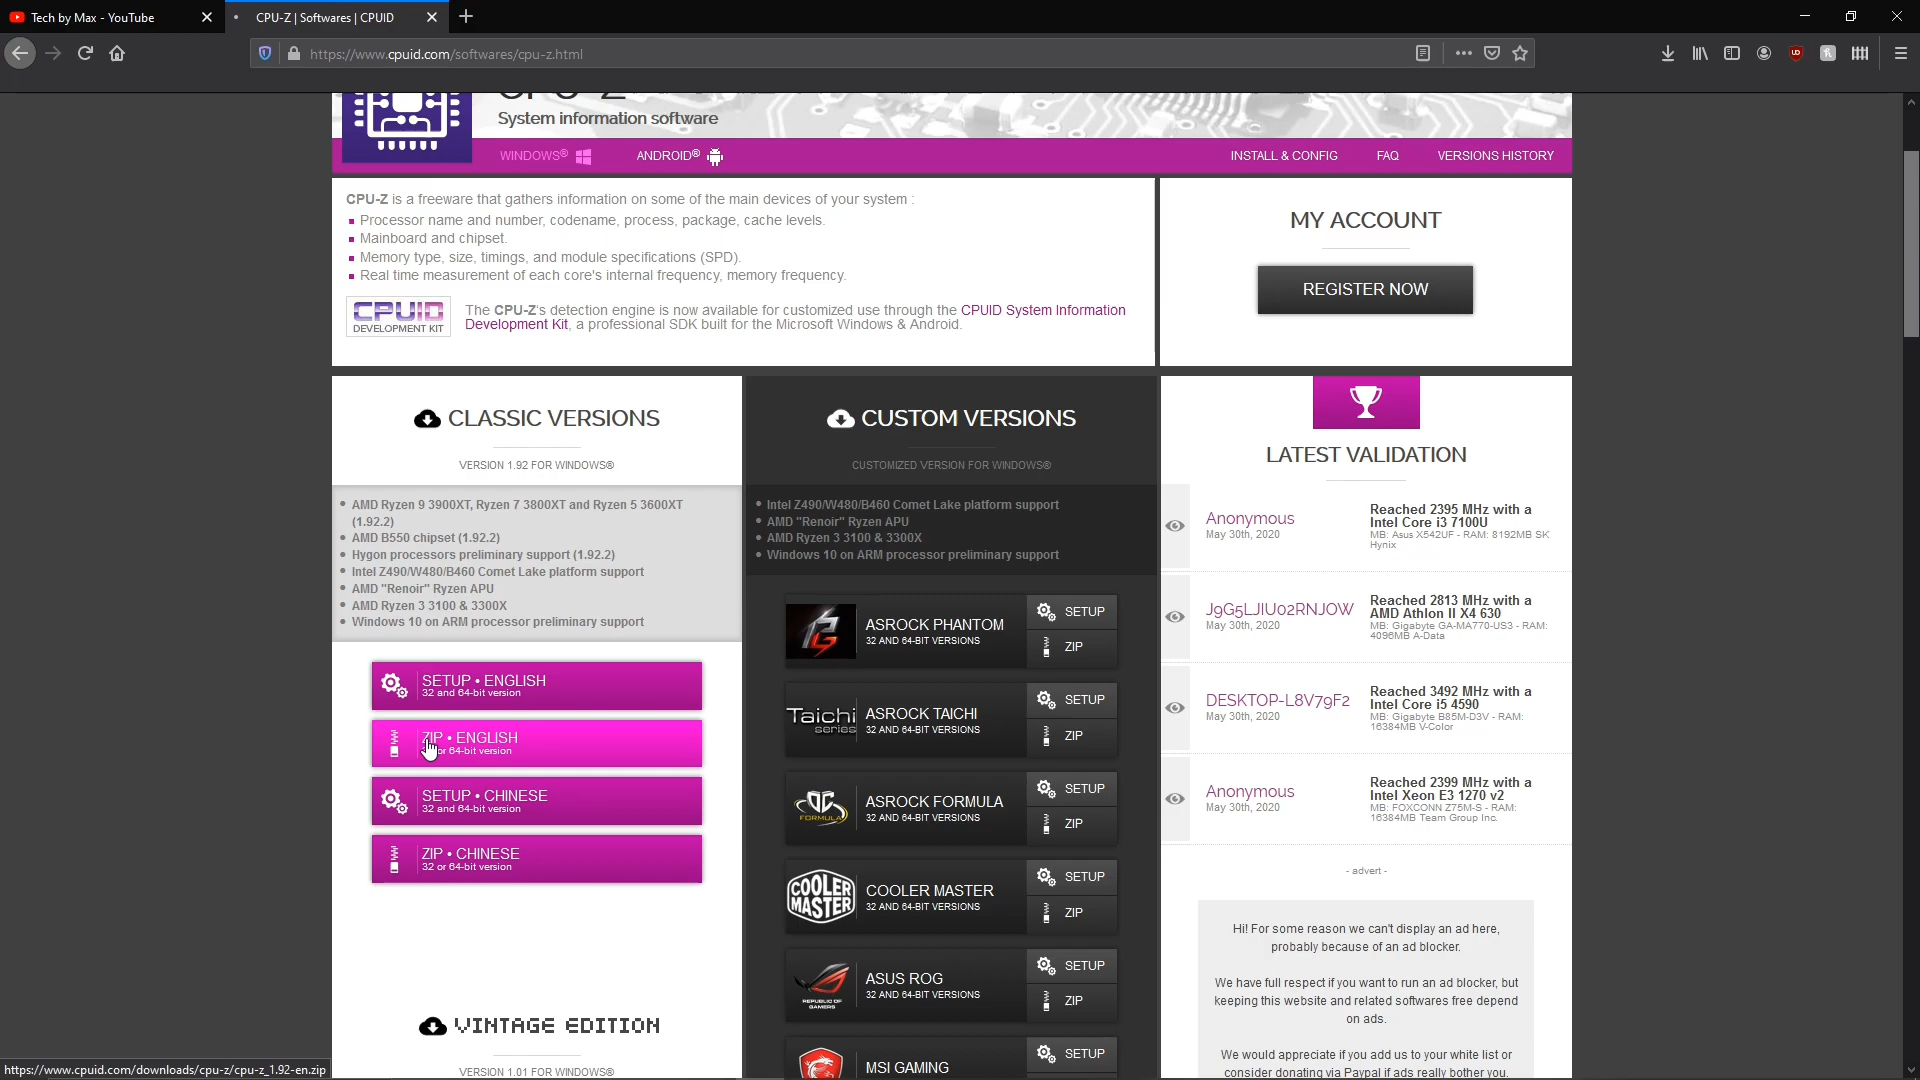 Tech by Max - YouTube
CPU-Z | Softwares | CPUID
https://www.cpuid.com/softwares/cpu-z.html
System information software
WINDOWS®
ANDROID®
INSTALL & CONFIG
FAQ
VERSIONS HISTORY
CPU-Z is a freeware that gathers information on some of the main devices of your system :
Processor name and number, codename, process, package, cache levels.
Mainboard and chipset.
Memory type, size, timings, and module specifications (SPD).
Real time measurement of each core's internal frequency, memory frequency.
CPUID
DEVELOPMENT KIT
The CPU-Z's detection engine is now available for customized use through the CPUID System Information
Development Kit, a professional SDK built for the Microsoft Windows & Android.
MY ACCOUNT
REGISTER NOW
CLASSIC VERSIONS
VERSION 1.92 FOR WINDOWS®
AMD Ryzen 9 3900XT, Ryzen 7 3800XT and Ryzen 5 3600XT
(1.92.2)
AMD B550 chipset (1.92.2)
Hygon processors preliminary support (1.92.2)
Intel Z490/W480/B460 Comet Lake platform support
AMD "Renoir" Ryzen APU
AMD Ryzen 3 3100 & 3300X
Windows 10 on ARM processor preliminary support
SETUP • ENGLISH
32 and 64-bit version
ZIP • ENGLISH
or 64-bit version
SETUP • CHINESE
32 and 64-bit version
ZIP • CHINESE
32 or 64-bit version
VINTAGE EDITION
VERSION 1.01 FOR WINDOWS®
CUSTOM VERSIONS
CUSTOMIZED VERSION FOR WINDOWS®
Intel Z490/W480/B460 Comet Lake platform support
AMD "Renoir" Ryzen APU
AMD Ryzen 3 3100 & 3300X
Windows 10 on ARM processor preliminary support
ASROCK PHANTOM
32 AND 64-BIT VERSIONS
SETUP
ZIP
Taichi
series
ASROCK TAICHI
32 AND 64-BIT VERSIONS
SETUP
ZIP
OC
FORMULA
ASROCK FORMULA
32 AND 64-BIT VERSIONS
SETUP
ZIP
COOLER
MASTER
COOLER MASTER
32 AND 64-BIT VERSIONS
SETUP
ZIP
REPUBLIC OF
GAMERS
ASUS ROG
32 AND 64-BIT VERSIONS
SETUP
ZIP
MSI GAMING
SETUP
LATEST VALIDATION
Anonymous
May 30th, 2020
Reached 2395 MHz with a
Intel Core i3 7100U
MB: Asus X542UF - RAM: 8192MB SK
Hynix
J9G5LJIU02RNJOW
May 30th, 2020
Reached 2813 MHz with a
AMD Athlon II X4 630
MB: Gigabyte GA-MA770-US3 - RAM:
4096MB A-Data
DESKTOP-L8V79F2
May 30th, 2020
Reached 3492 MHz with a
Intel Core i5 4590
MB: Gigabyte B85M-D3V - RAM:
16384MB V-Color
Anonymous
May 30th, 2020
Reached 2399 MHz with a
Intel Xeon E3 1270 v2
MB: FOXCONN Z75M-S - RAM:
16384MB Team Group Inc.
- advert -
Hi! For some reason we can't display an ad here,
probably because of an ad blocker.
We have full respect if you want to run an ad blocker, but
keeping this website and related softwares free depend
on ads.
We would appreciate if you add us to your white list or
consider donating via Paypal if ads really bother you.
https://www.cpuid.com/downloads/cpu-z/cpu-z_1.92-en.zip